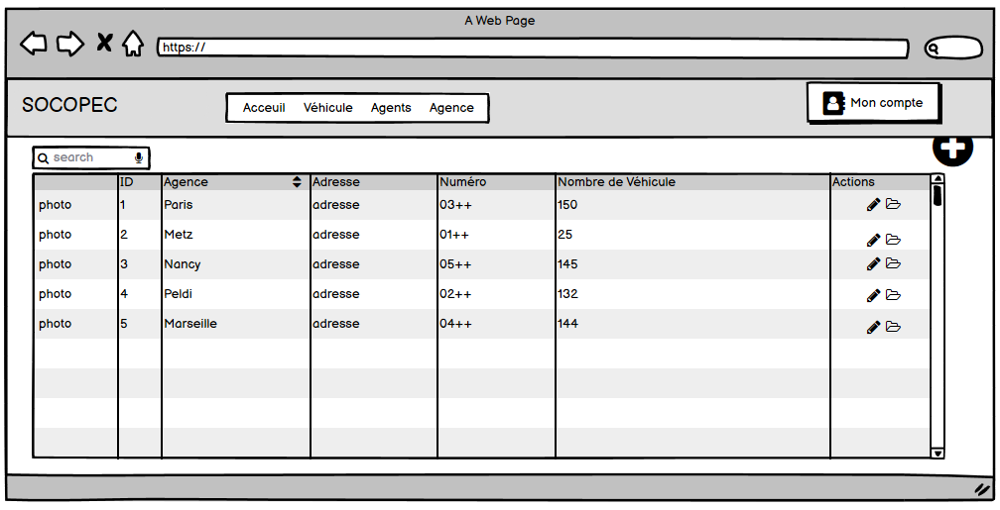 A Web Page
https://
SOCOPEC
Acceuil Véhicule Agents Agence
Mon compte
search
ID Agence Adresse Numéro Nombre de Véhicule Actions
photo 1 Paris adresse 03++ 150
photo 2 Metz adresse 01++ 25
photo 3 Nancy adresse 05++ 145
photo 4 Peldi adresse 02++ 132
photo 5 Marseille adresse 04++ 144